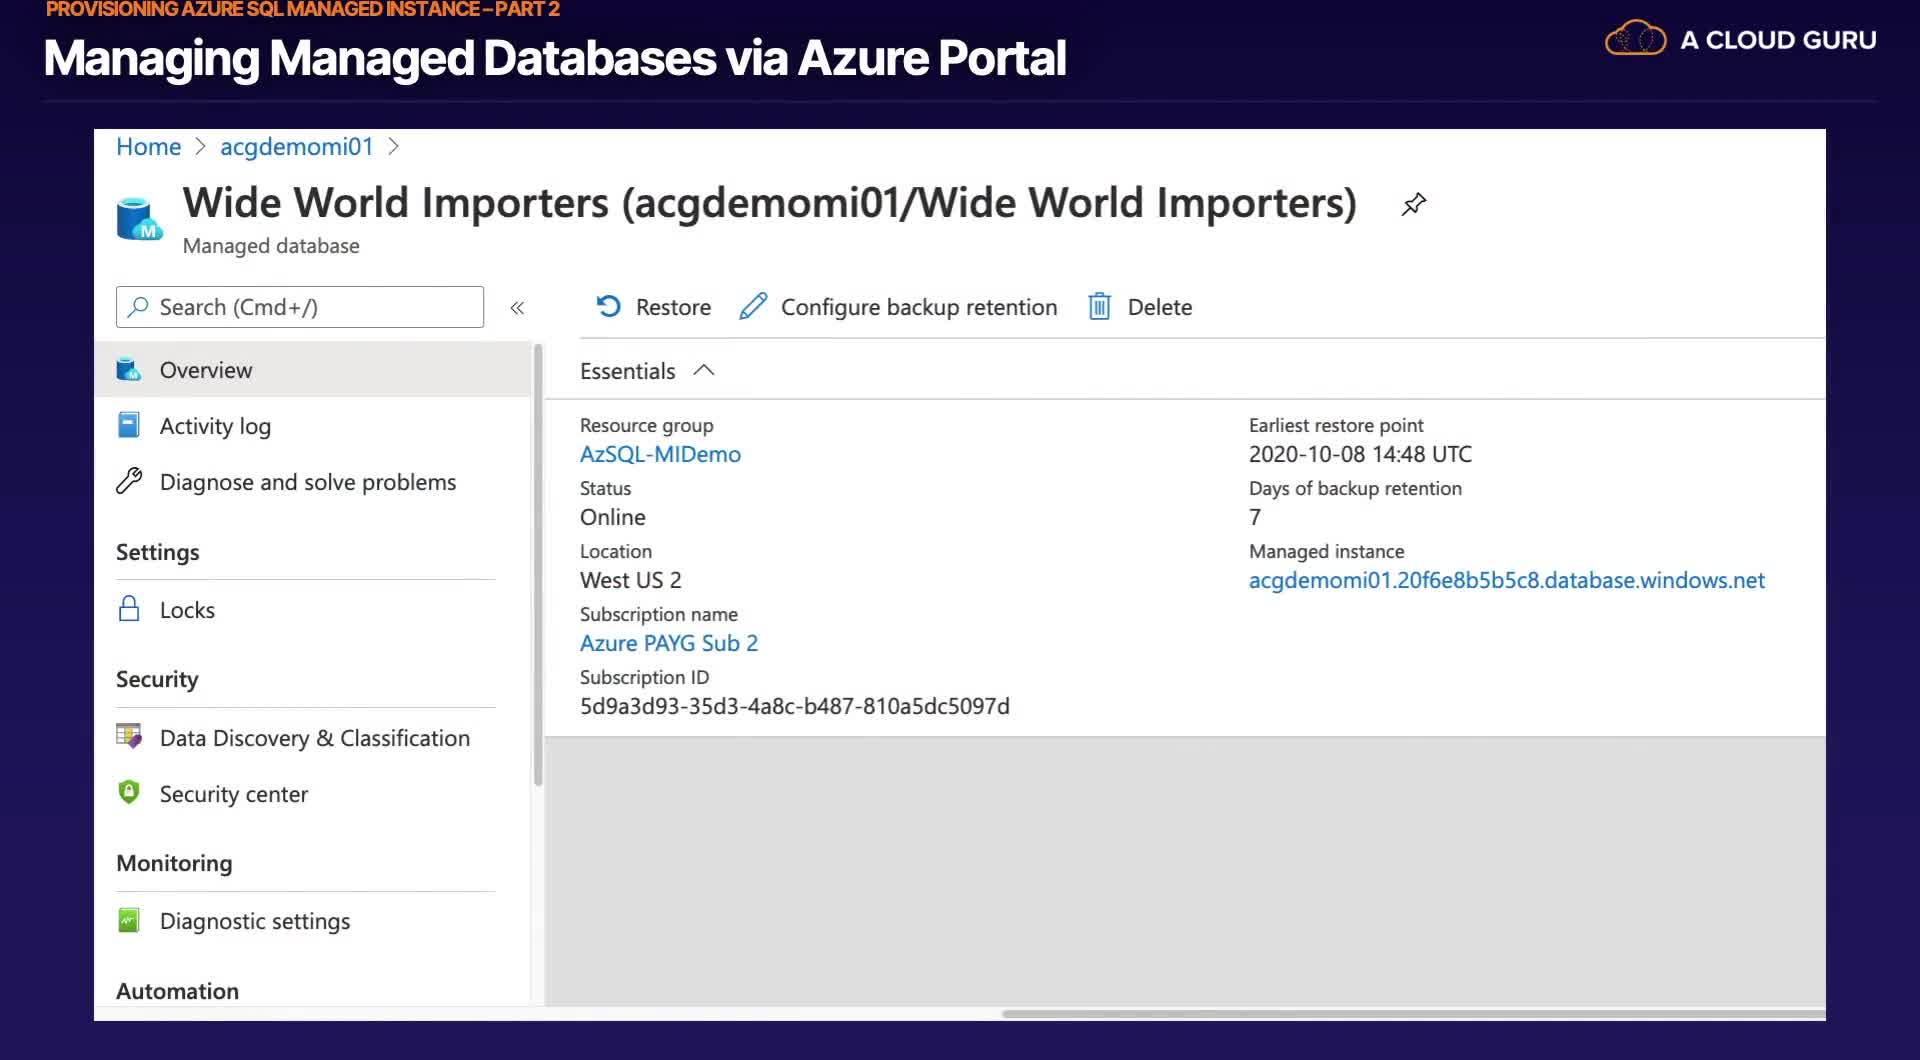 PROVISIONING AZURE SQL MANAGED INSTANCE – PART 2
Managing Managed Databases via Azure Portal
A CLOUD GURU
Home > acgdemomi01 >
Wide World Importers (acgdemomi01/Wide World Importers)
M
Managed database
Search (Cmd+/)
«
Restore
Configure backup retention
Delete
Overview
Activity log
Diagnose and solve problems
Settings
Locks
Security
Data Discovery & Classification
Security center
Monitoring
Diagnostic settings
Automation
Essentials
Resource group
AzSQL-MIDemo
Status
Online
Location
West US 2
Subscription name
Azure PAYG Sub 2
Subscription ID
5d9a3d93-35d3-4a8c-b487-810a5dc5097d
Earliest restore point
2020-10-08 14:48 UTC
Days of backup retention
7
Managed instance
acgdemomi01.20f6e8b5b5c8.database.windows.net